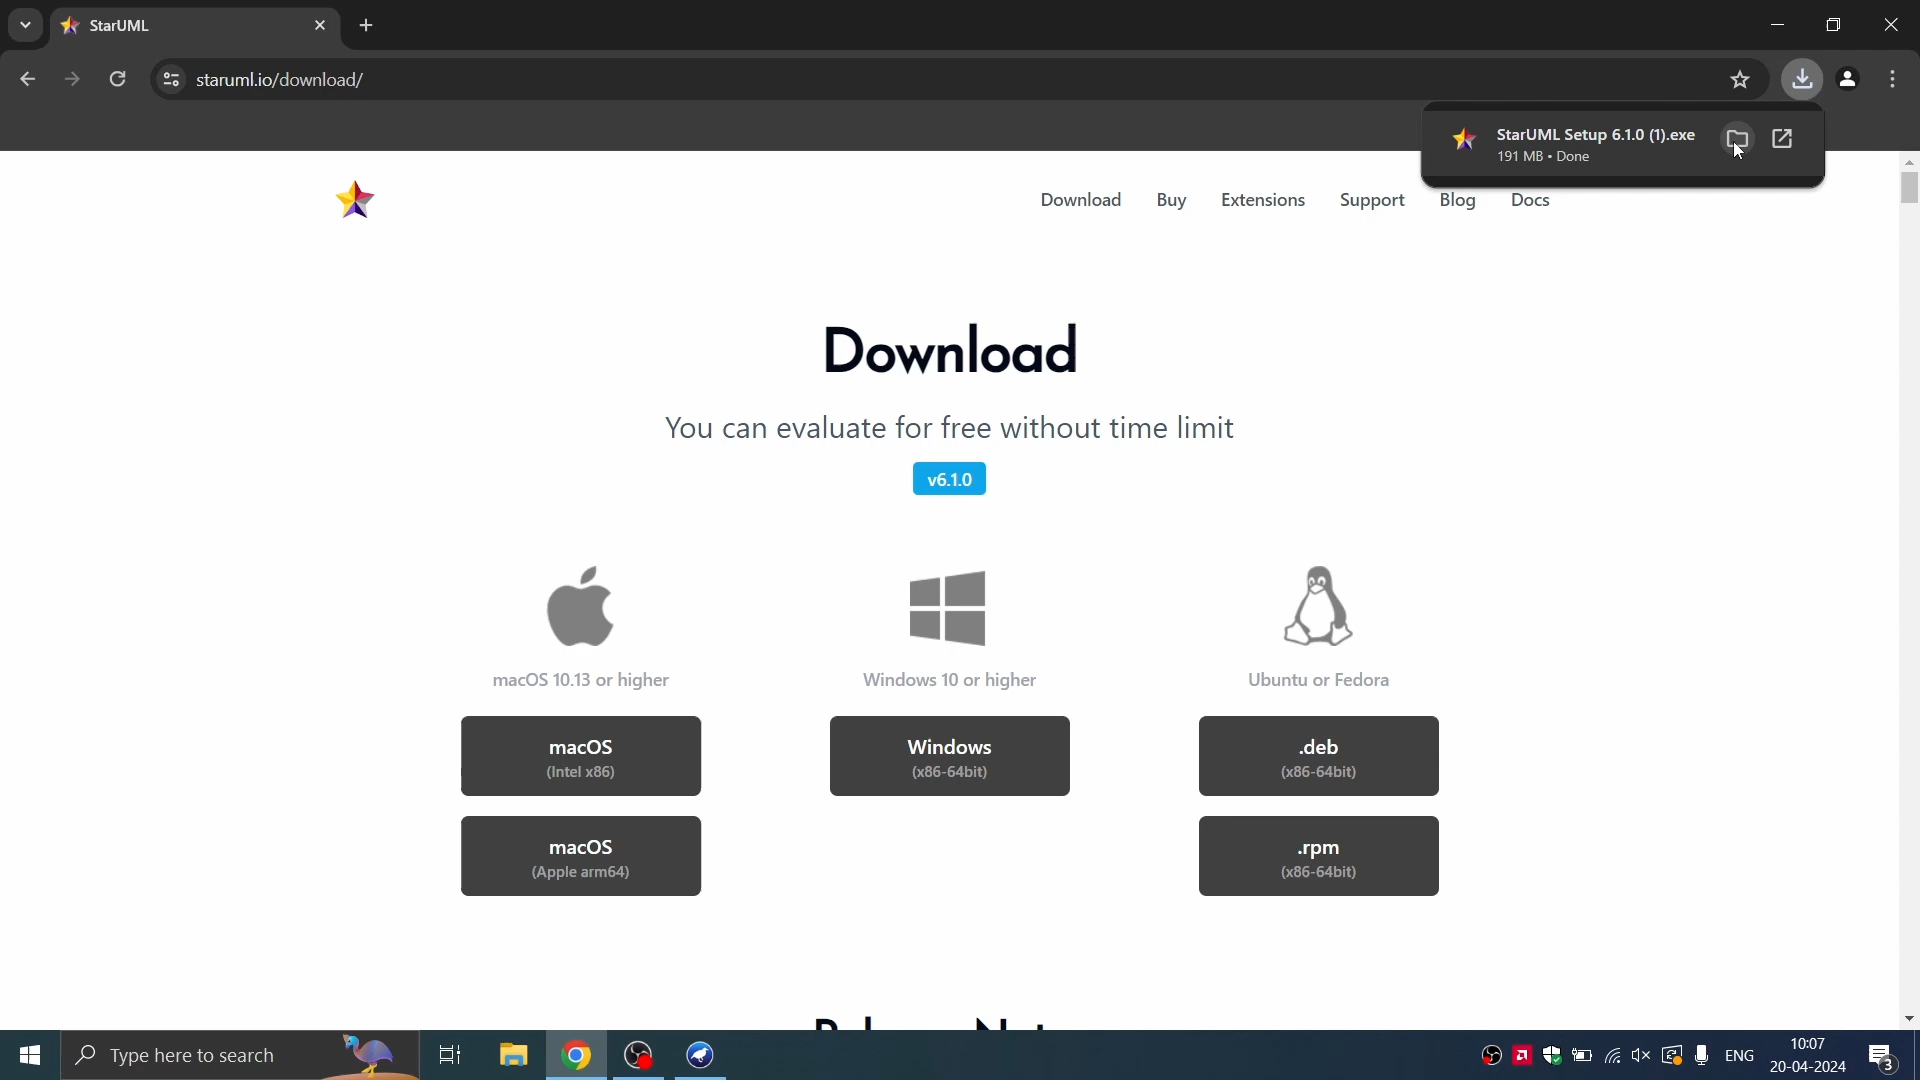 StarUML
staruml.io/download/
StarUML Setup 6.1.0 (1).exe
191 MB • Done
Download Buy Extensions Support Blog Docs
Download
You can evaluate for free without time limit
v6.1.0
macOS 10.13 or higher Windows 10 or higher Ubuntu or Fedora
macOS Windows .deb
(Intel x86) (x86-64bit) (x86-64bit)
macOS .rpm
(Apple arm64) (x86-64bit)
Type here to search
ENG
10:07
20-04-2024
3